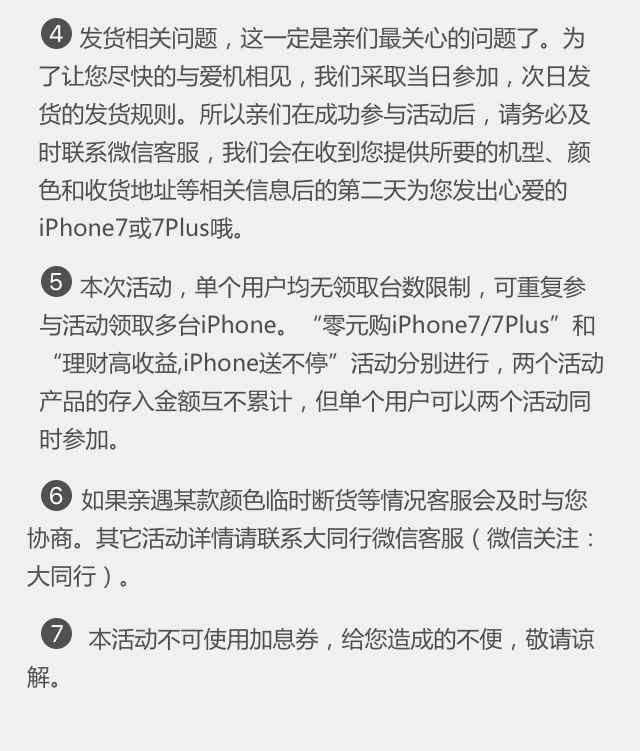 4 发货相关问题，这一定是亲们最关心的问题了。为
了让您尽快的与爱机相见，我们采取当日参加，次日发
货的发货规则。所以亲们在成功参与活动后，请务必及
时联系微信客服，我们会在收到您提供所要的机型、颜
色和收货地址等相关信息后的第二天为您发出心爱的
iPhone7或7Plus哦。
5 本次活动，单个用户均无领取台数限制，可重复参
与活动领取多台iPhone。“零元购iPhone7/7Plus”和
“理财高收益,iPhone送不停”活动分别进行，两个活动
产品的存入金额互不累计，但单个用户可以两个活动同
时参加。
6 如果亲遇某款颜色临时断货等情况客服会及时与您
协商。其它活动详情请联系大同行微信客服（微信关注：
大同行）。
7 本活动不可使用加息券，给您造成的不便，敬请谅
解。